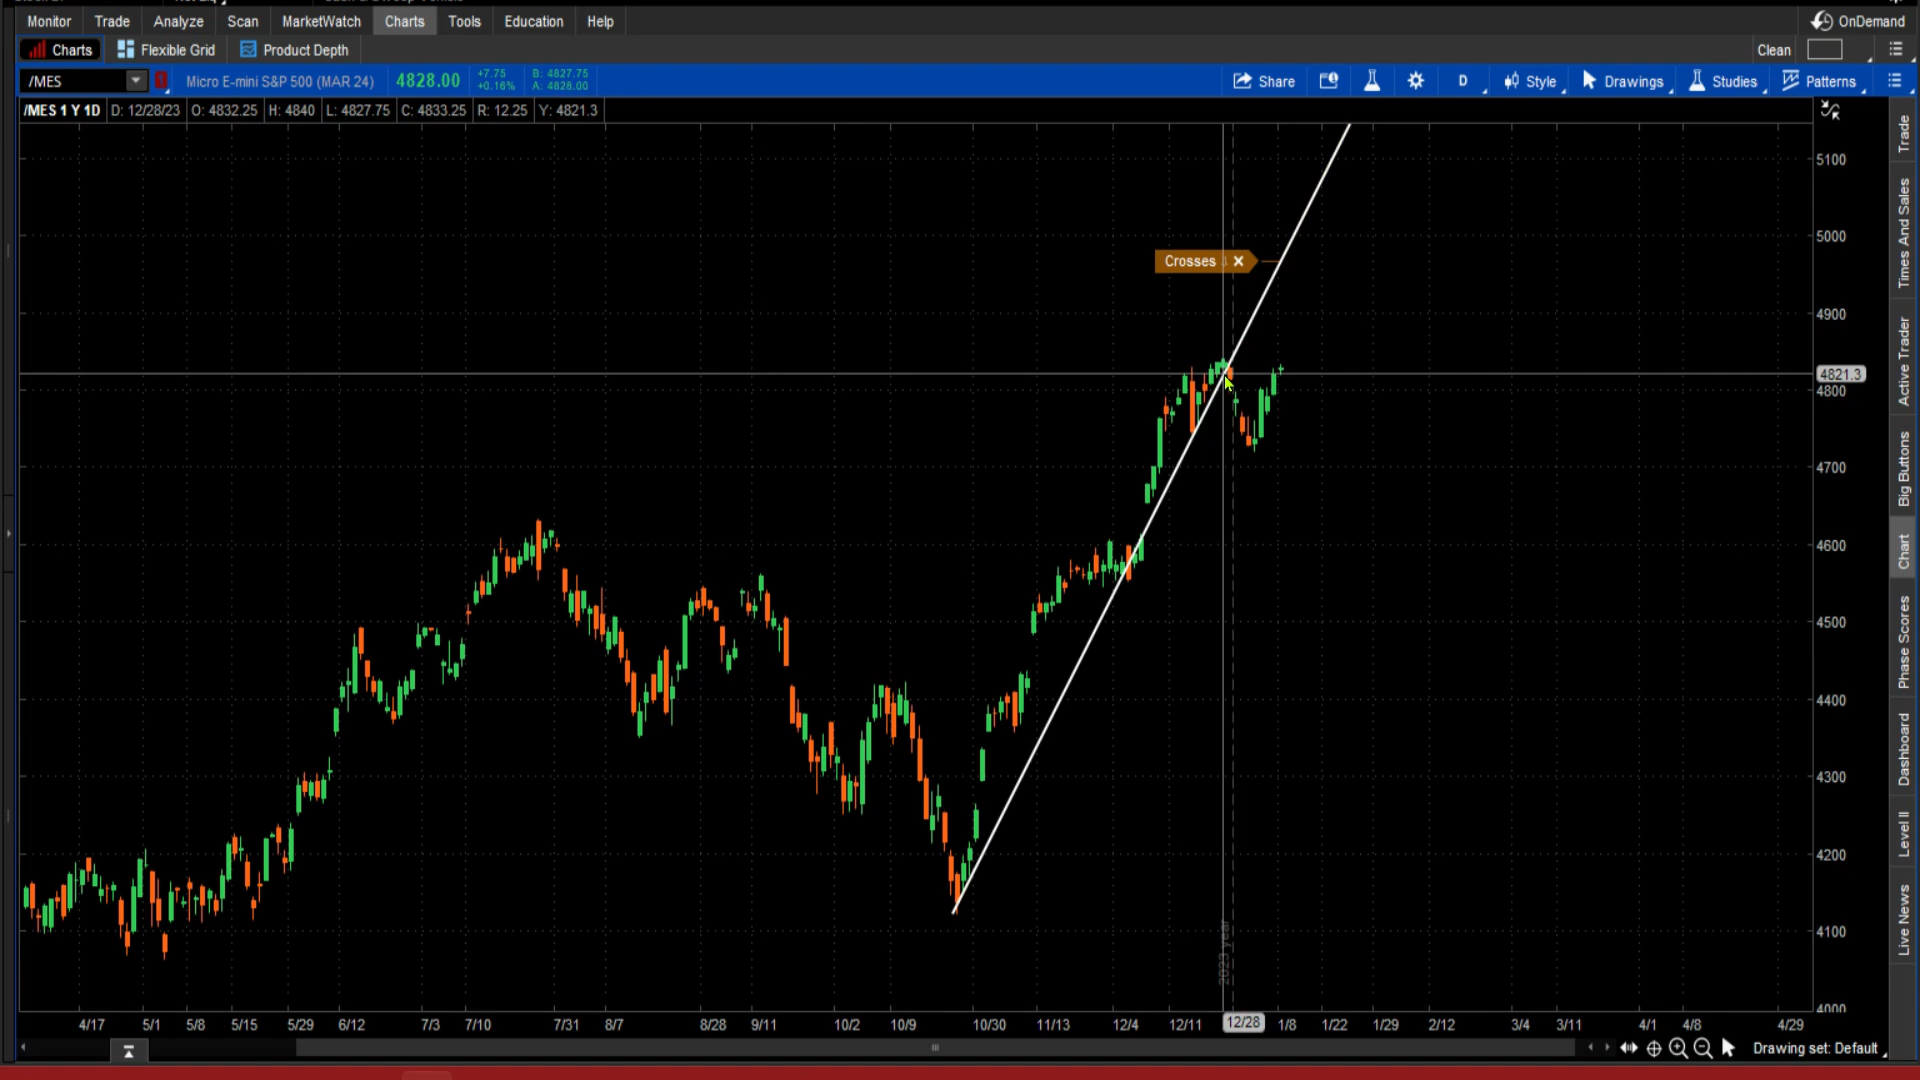 Monitor Trade Analyze Scan MarketWatch Charts Tools Education Help OnDemand
Charts Flexible Grid Product Depth Clean
/MES Micro E-mini S&P 500 (MAR 24) 4828.00 +7.75 B: 4827.75 Share D Style Drawings Studies Patterns
+0.16% A: 4828.00
/MES 1 Y 1D D: 12/28/23 O: 4832.25 H: 4840 L: 4827.75 C: 4833.25 R: 12.25 Y: 4821.3
5100
5000
Crosses
4900
4821.3
4800
4700
4600
4500
4400
4300
4200
4100
4000
2023 year
4/17 5/1 5/8 5/15 5/29 6/12 7/3 7/10 7/31 8/7 8/28 9/11 10/2 10/9 10/30 11/13 12/4 12/11 12/28 1/8 1/22 1/29 2/12 3/4 3/11 4/1 4/8 4/29
Drawing set: Default
Trade
Times And Sales
Active Trader
Big Buttons
Chart
Phase Scores
Dashboard
Level II
Live News